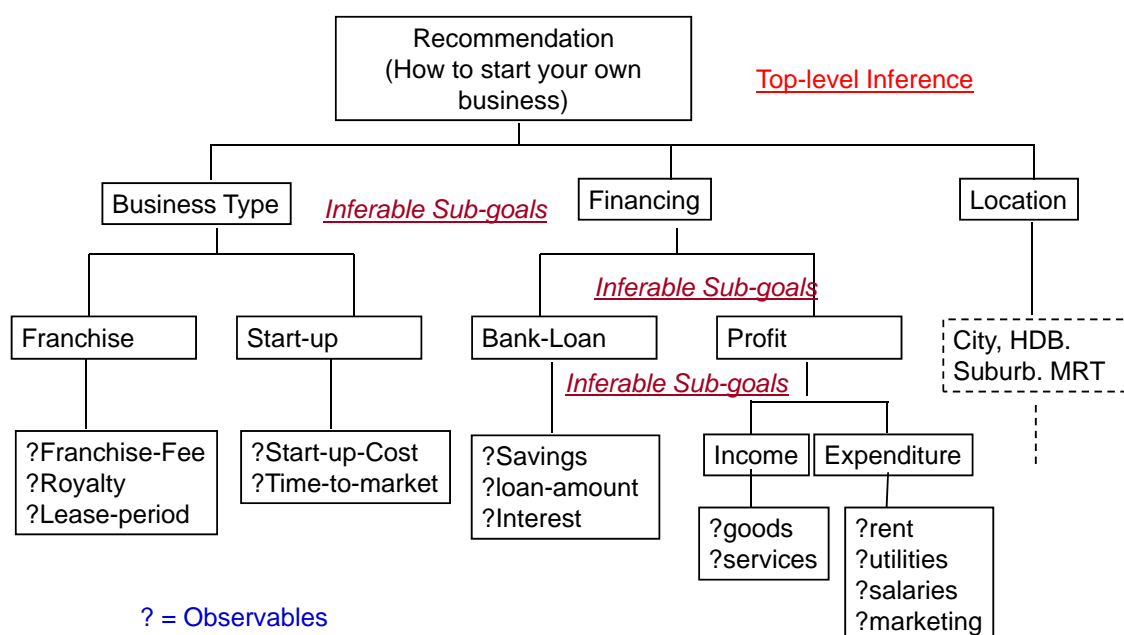 Recommendation
(How to start your own
business)
Top-level Inference
Business Type
Inferable Sub-goals
Financing
Location
Inferable Sub-goals
Franchise
Start-up
Bank-Loan
Profit
City, HDB.
Suburb. MRT
Inferable Sub-goals
?Franchise-Fee
?Royalty
?Lease-period
?Start-up-Cost
?Time-to-market
?Savings
?loan-amount
?Interest
Income
Expenditure
?goods
?services
?rent
?utilities
?salaries
?marketing
? = Observables